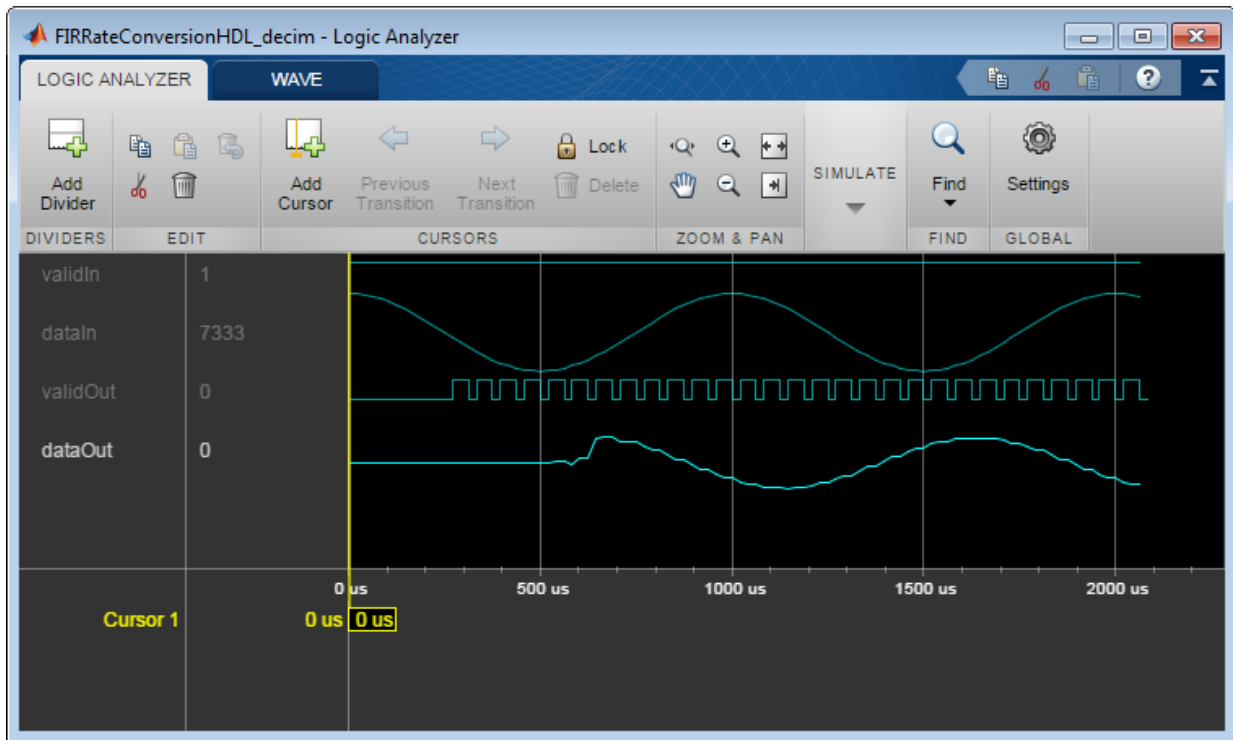 FIRRateConversionHDL_decim - Logic Analyzer
LOGIC ANALYZER WAVE
?
Add Divider
Add Cursor
Previous Transition
Next Transition
Lock
Delete
SIMULATE
Find
Settings
DIVIDERS EDIT CURSORS ZOOM & PAN FIND GLOBAL
validIn 1
dataIn 7333
validOut 0
dataOut 0
0 us 500 us 1000 us 1500 us 2000 us
Cursor 1 0 us 0 us